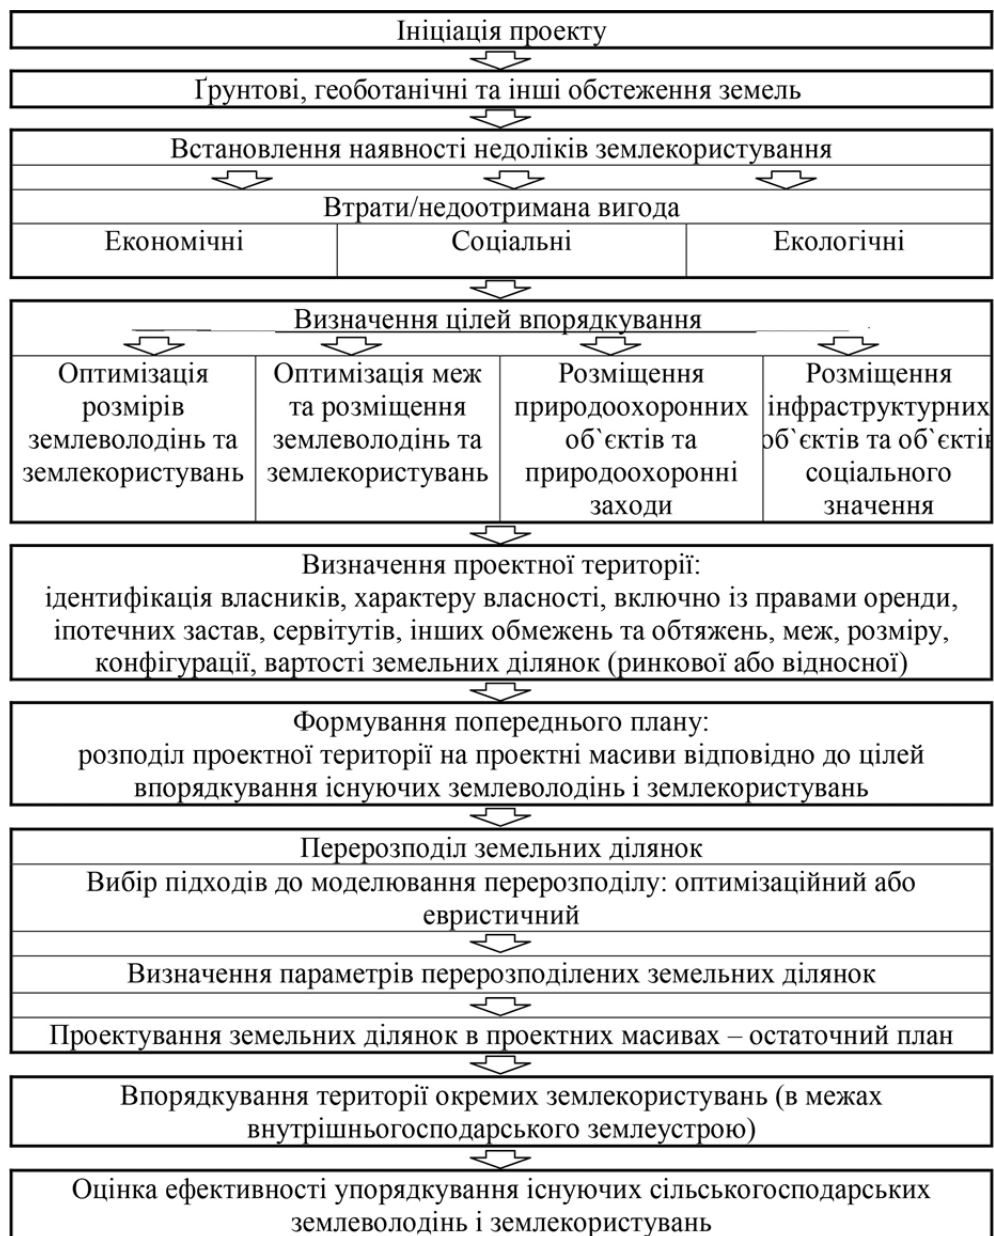 Ініціація проекту
Ґрунтові, геоботанічні та інші обстеження земель
Встановлення наявності недоліків землекористування
Втрати/недоотримана вигода
Економічні
Соціальні
Екологічні
Визначення цілей впорядкування
Оптимізація
розмірів
землеволодінь та
землекористувань
Оптимізація меж
та розміщення
землеволодінь та
землекористувань
Розміщення
природоохоронних
об`єктів та
природоохоронні
заходи
Розміщення
інфраструктурних
об`єктів та об`єктів
соціального
значення
Визначення проектної території:
ідентифікація власників, характеру власності, включно із правами оренди,
іпотечних застав, сервітутів, інших обмежень та обтяжень, меж, розміру,
конфігурації, вартості земельних ділянок (ринкової або відносної)
Формування попереднього плану:
розподіл проектної території на проектні масиви відповідно до цілей
впорядкування існуючих землеволодінь і землекористувань
Перерозподіл земельних ділянок
Вибір підходів до моделювання перерозподілу: оптимізаційний або
евристичний
Визначення параметрів перерозподілених земельних ділянок
Проектування земельних ділянок в проектних масивах – остаточний план
Впорядкування території окремих землекористувань (в межах
внутрішньогосподарського землеустрою)
Оцінка ефективності упорядкування існуючих сільськогосподарських
землеволодінь і землекористувань